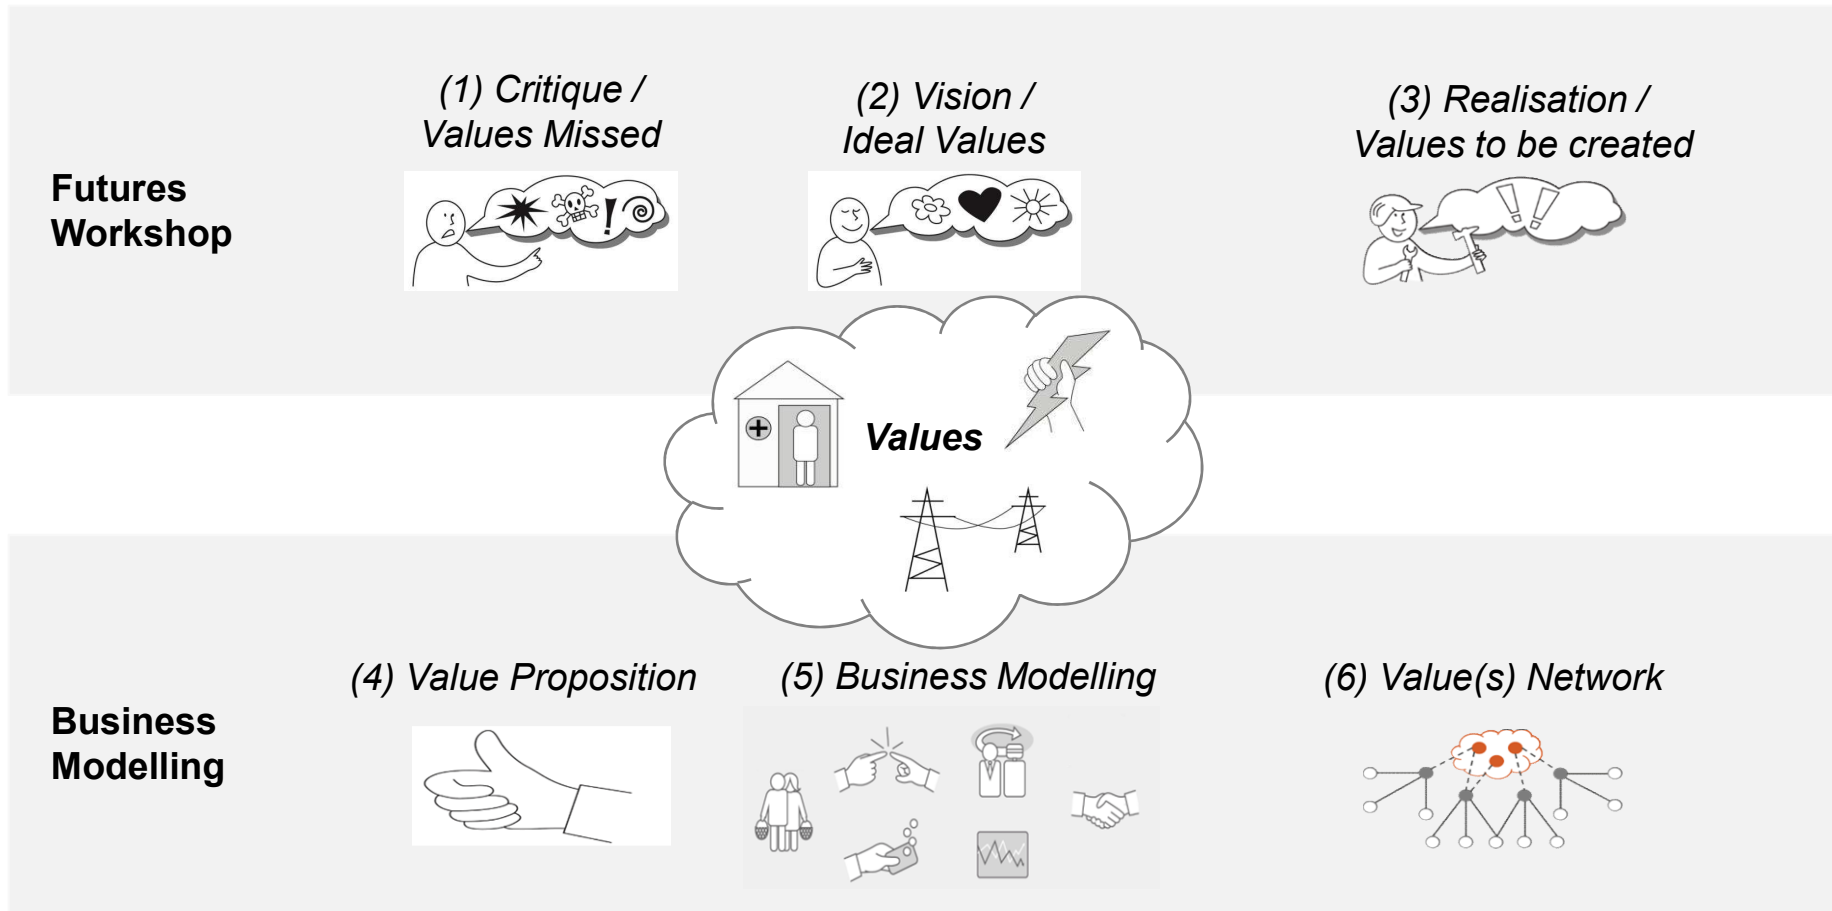 Futures
Workshop
(1) Critique /
Values Missed
(2) Vision /
Ideal Values
(3) Realisation /
Values to be created
Values
Business
Modelling
(4) Value Proposition
(5) Business Modelling
(6) Value(s) Network